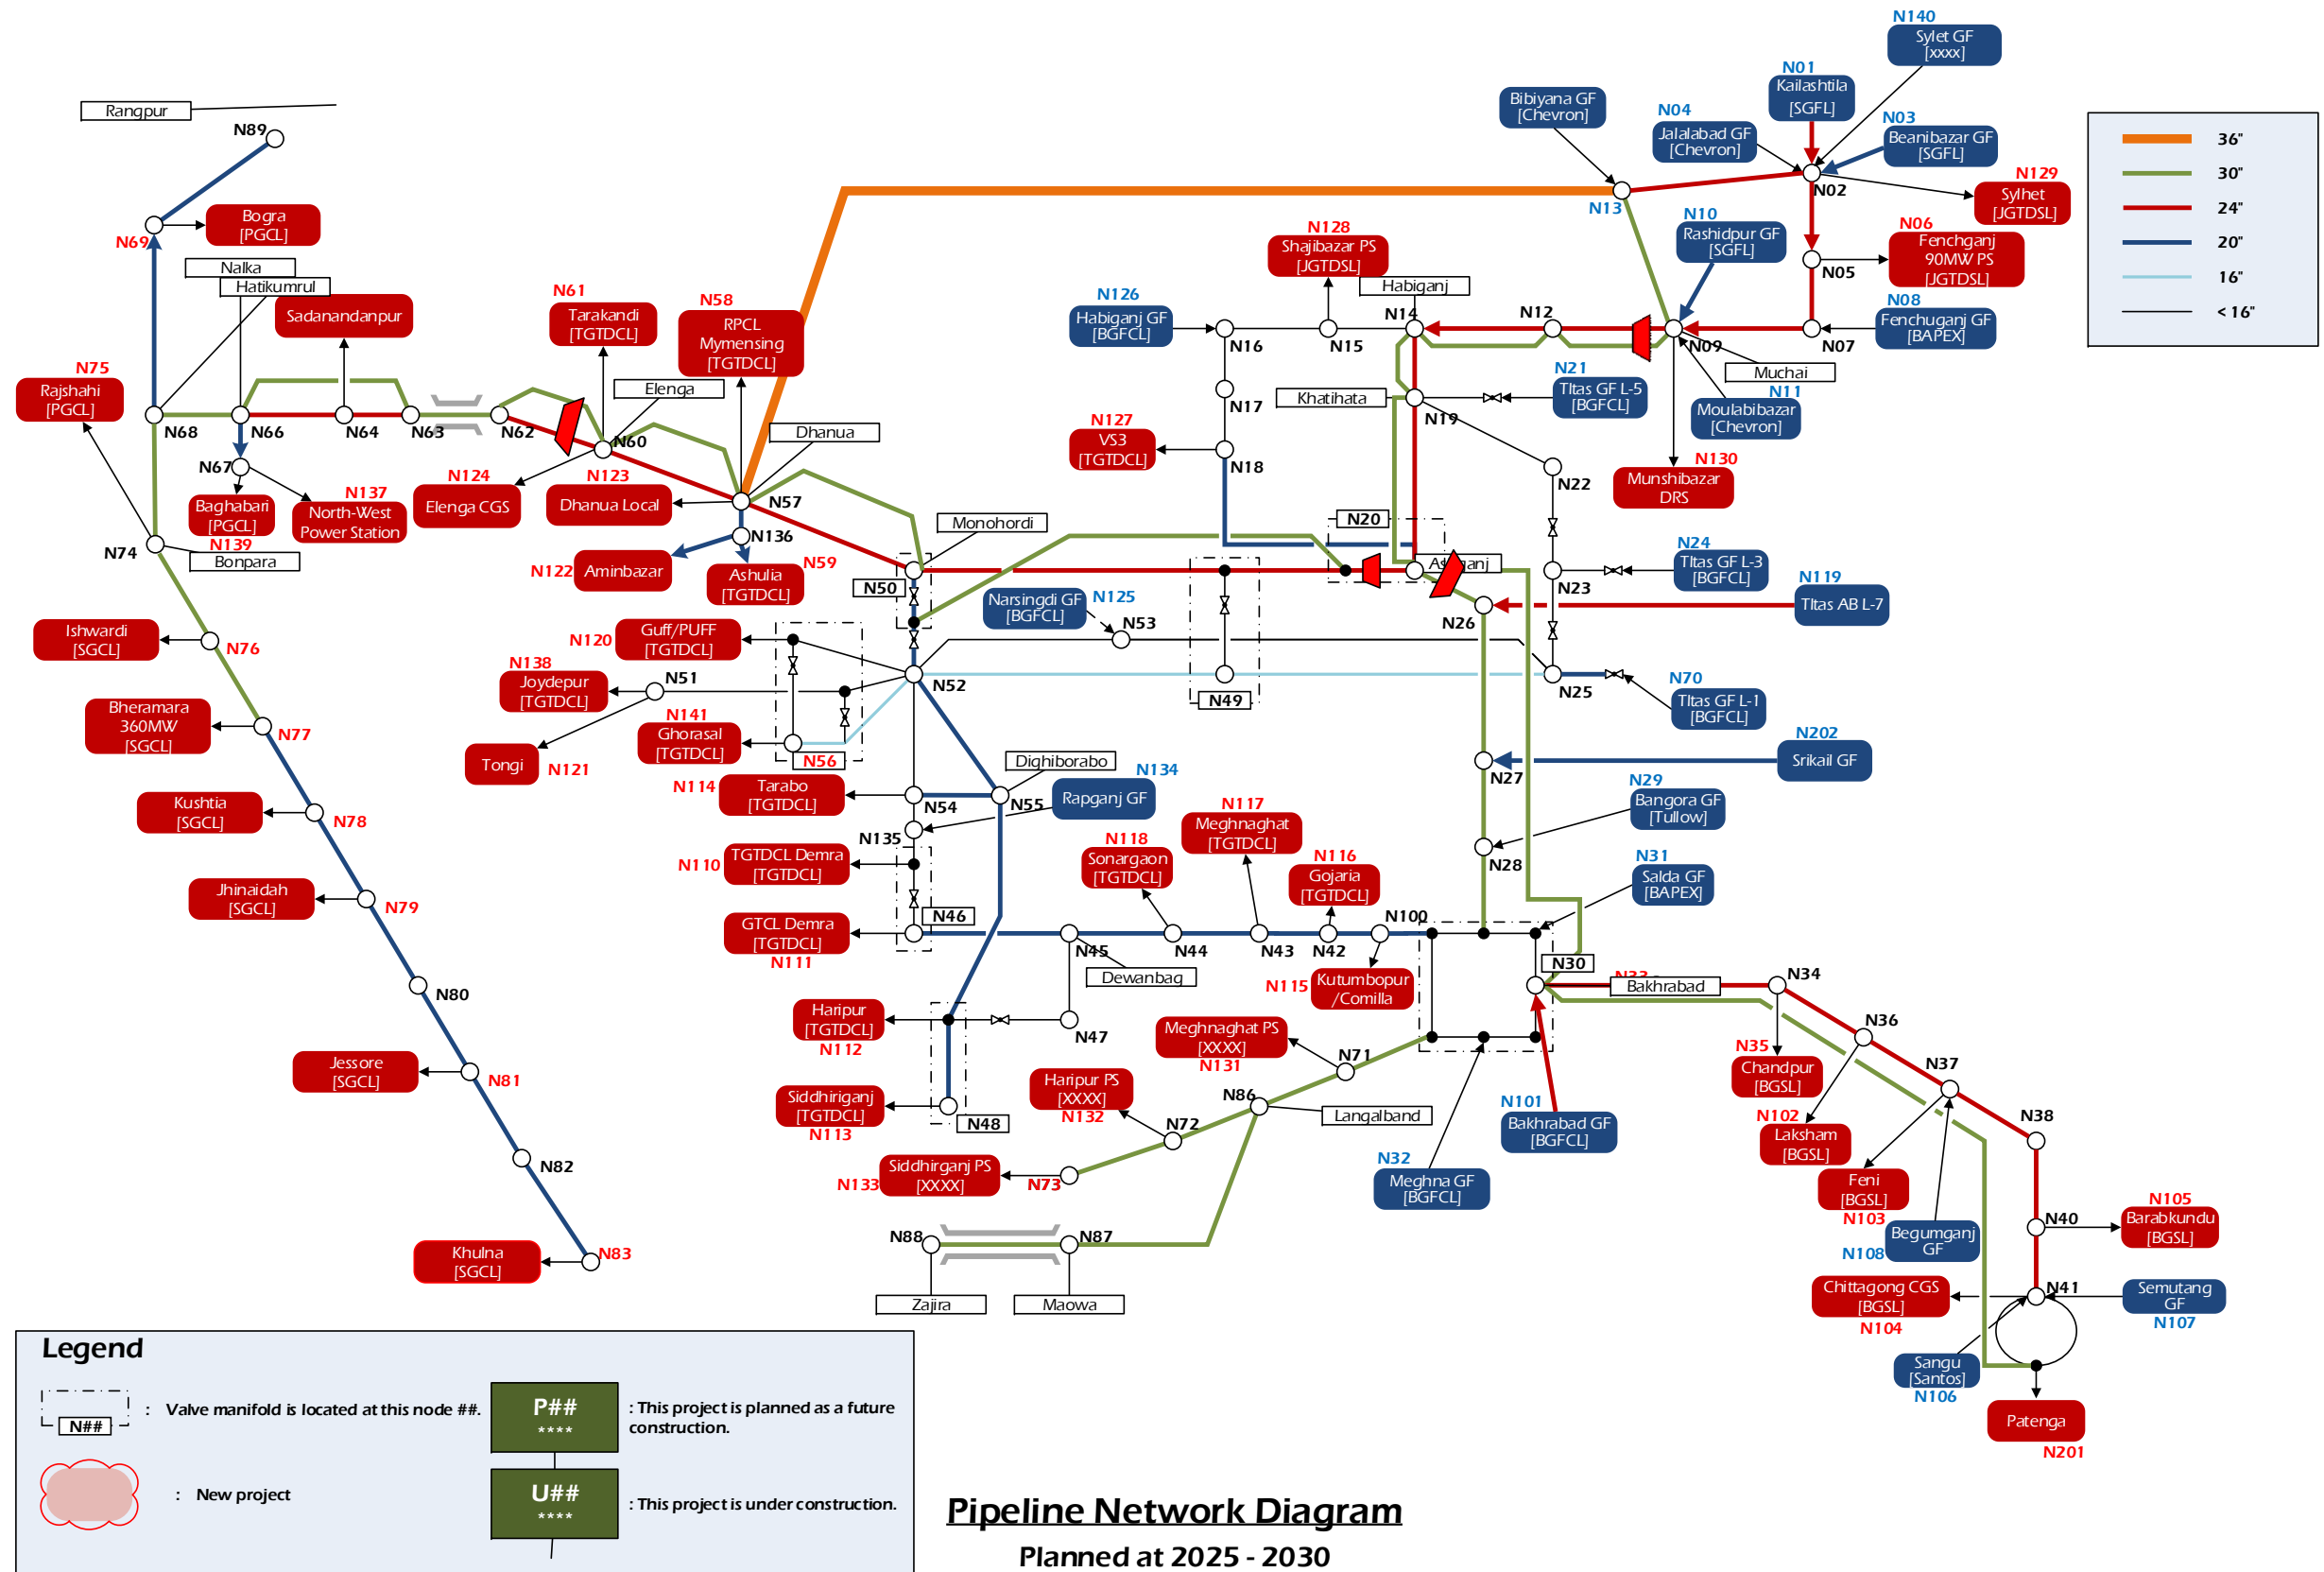 N140
Sylet GF
[xxxx]
N01
Kailashtila
[SGFL]
Bibiyana GF
[Chevron]
N04
Jalalabad GF
[Chevron]
N03
Beanibazar GF
[SGFL]
Rangpur
N89
36"
30"
24"
20"
16"
< 16"
N02
N129
Sylhet
[JGTDSL]
N13
N10
Rashidpur GF
[SGFL]
N06
Fenchganj
90MW PS
[JGTDSL]
N05
N69
Bogra
[PGCL]
N128
Shajibazar PS
[JGTDSL]
Nalka
Hatikumrul
Sadanandanpur
N61
Tarakandi
[TGTDCL]
N58
RPCL
Mymensing
[TGTDCL]
N126
Habiganj GF
[BGFCL]
Habiganj
N14
N12
N09
N07
N08
Fenchuganj GF
[BAPEX]
N16
N15
Muchai
N75
Rajshahi
[PGCL]
Elenga
N17
Khatihata
N19
N21
TItas GF L-5
[BGFCL]
N11
Moulabibazar
[Chevron]
N68
N66
N64
N63
N62
N60
Dhanua
N127
VS3
[TGTDCL]
N18
N67
N22
N130
Munshibazar
DRS
N124
Elenga CGS
N123
Dhanua Local
N57
Baghabari
[PGCL]
N139
N137
North-West
Power Station
Monohordi
N20
N74
Bonpara
N136
N122
Aminbazar
Ashulia
[TGTDCL]
N59
N50
N24
TItas GF L-3
[BGFCL]
N23
N119
TItas AB L-7
Narsingdi GF
[BGFCL]
N125
N53
N26
Ishwardi
[SGCL]
N76
N120
Guff/PUFF
[TGTDCL]
N138
Joydepur
[TGTDCL]
N51
N52
N49
N25
N70
TItas GF L-1
[BGFCL]
Bheramara
360MW
[SGCL]
N77
N141
Ghorasal
[TGTDCL]
N56
Tongi
N121
Dighiborabo
N202
Srikail GF
N27
N114
Tarabo
[TGTDCL]
N54
N55
N134
Rapganj GF
N29
Bangora GF
[Tullow]
Kushtia
[SGCL]
N78
N135
N117
Meghnaghat
[TGTDCL]
N110
TGTDCL Demra
[TGTDCL]
N118
Sonargaon
[TGTDCL]
N116
Gojaria
[TGTDCL]
N28
N31
Salda GF
[BAPEX]
Jhinaidah
[SGCL]
N79
N46
GTCL Demra
[TGTDCL]
N111
N45
N44
N43
N42
N100
N30
Dewanbag
N115
Kutumbopur
/Comilla
Bakhrabad
N34
N80
Haripur
[TGTDCL]
N112
N47
Meghnaghat PS
[XXXX]
N131
N71
N36
N35
Chandpur
[BGSL]
N37
Jessore
[SGCL]
N81
Haripur PS
[XXXX]
N132
N86
Langalband
N101
Bakhrabad GF
[BGFCL]
N102
Laksham
[BGSL]
N38
Siddhiriganj
[TGTDCL]
N113
N48
N72
N82
N133
Siddhirganj PS
[XXXX]
N73
N32
Meghna GF
[BGFCL]
Feni
[BGSL]
N103
N105
Barabkundu
[BGSL]
N40
N108
Begumganj
GF
Khulna
[SGCL]
N83
N88
N87
Zajira
Maowa
Chittagong CGS
[BGSL]
N104
N41
Semutang
GF
N107
Sangu
[Santos]
N106
Patenga
N201
Legend
N##
: Valve manifold is located at this node ##.
P##
****
: This project is planned as a future
construction.
: New project
U##
****
: This project is under construction.
Pipeline Network Diagram
Planned at 2025 - 2030